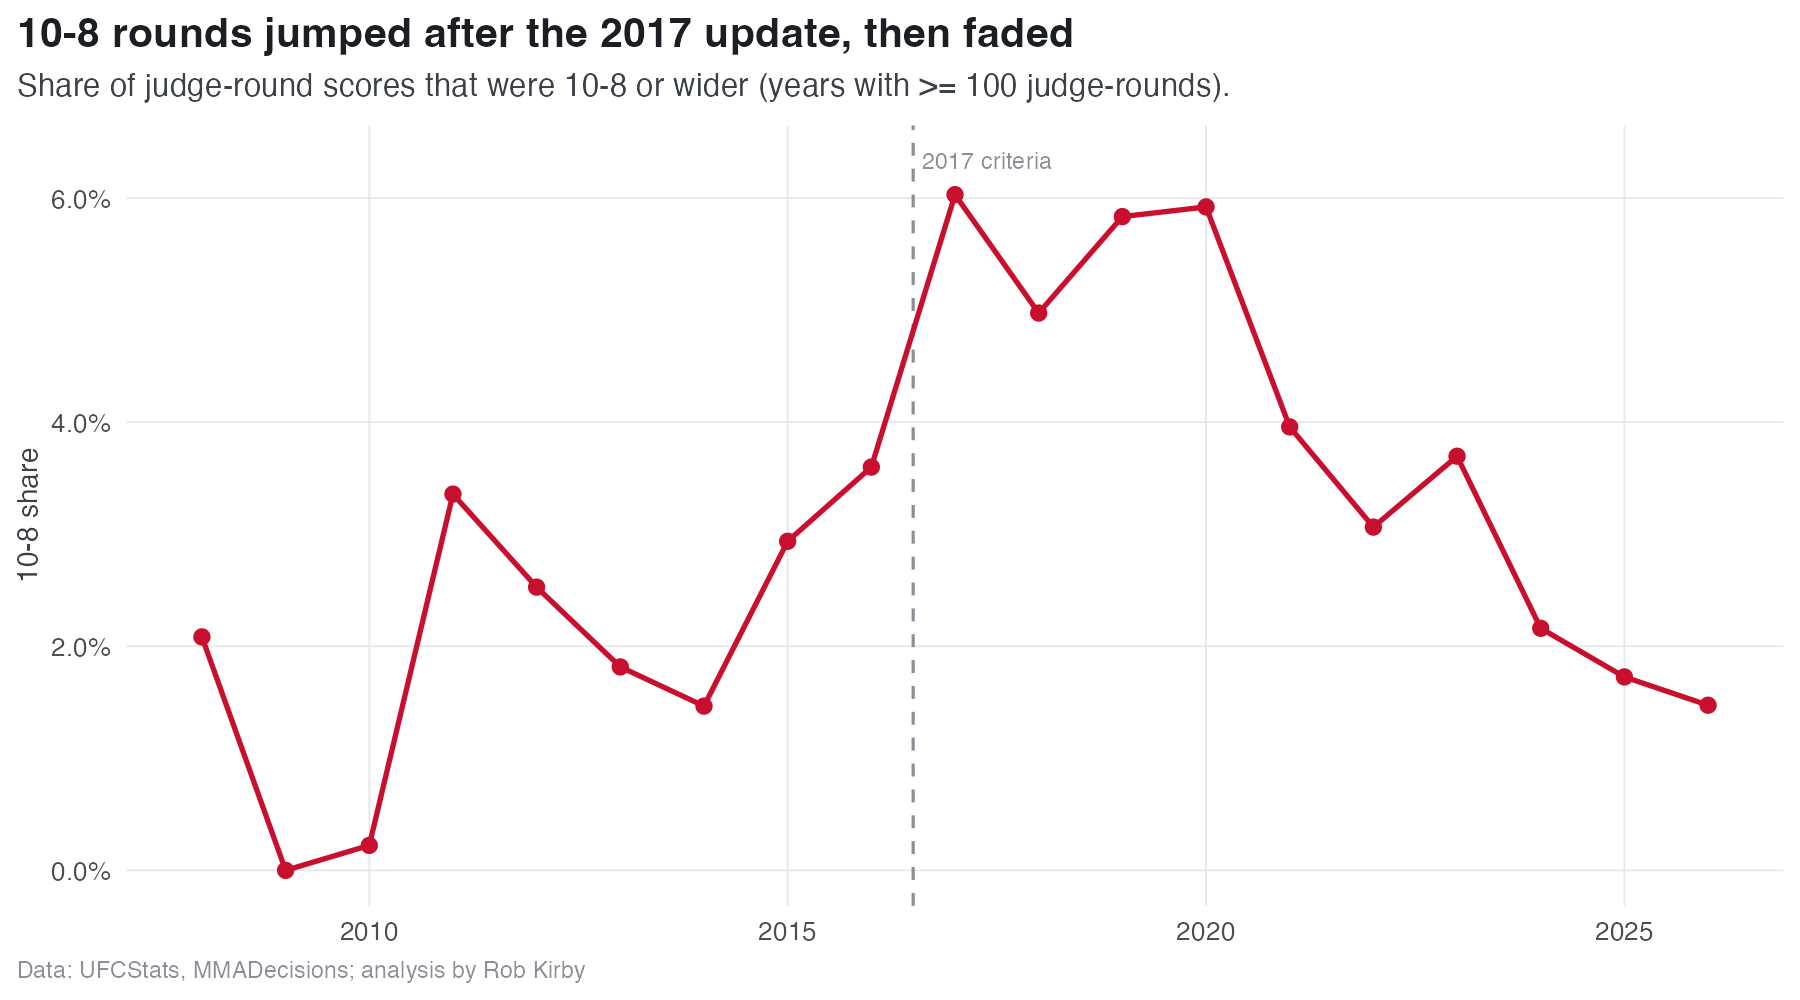 10-8 rounds jumped after the 2017 update, then faded
Share of judge-round scores that were 10-8 or wider (years with >= 100 judge-rounds).
2017 criteria
6.0%
4.0%
2.0%
0.0%
10-8 share
2010
2015
2020
2025
Data: UFCStats, MMADecisions; analysis by Rob Kirby